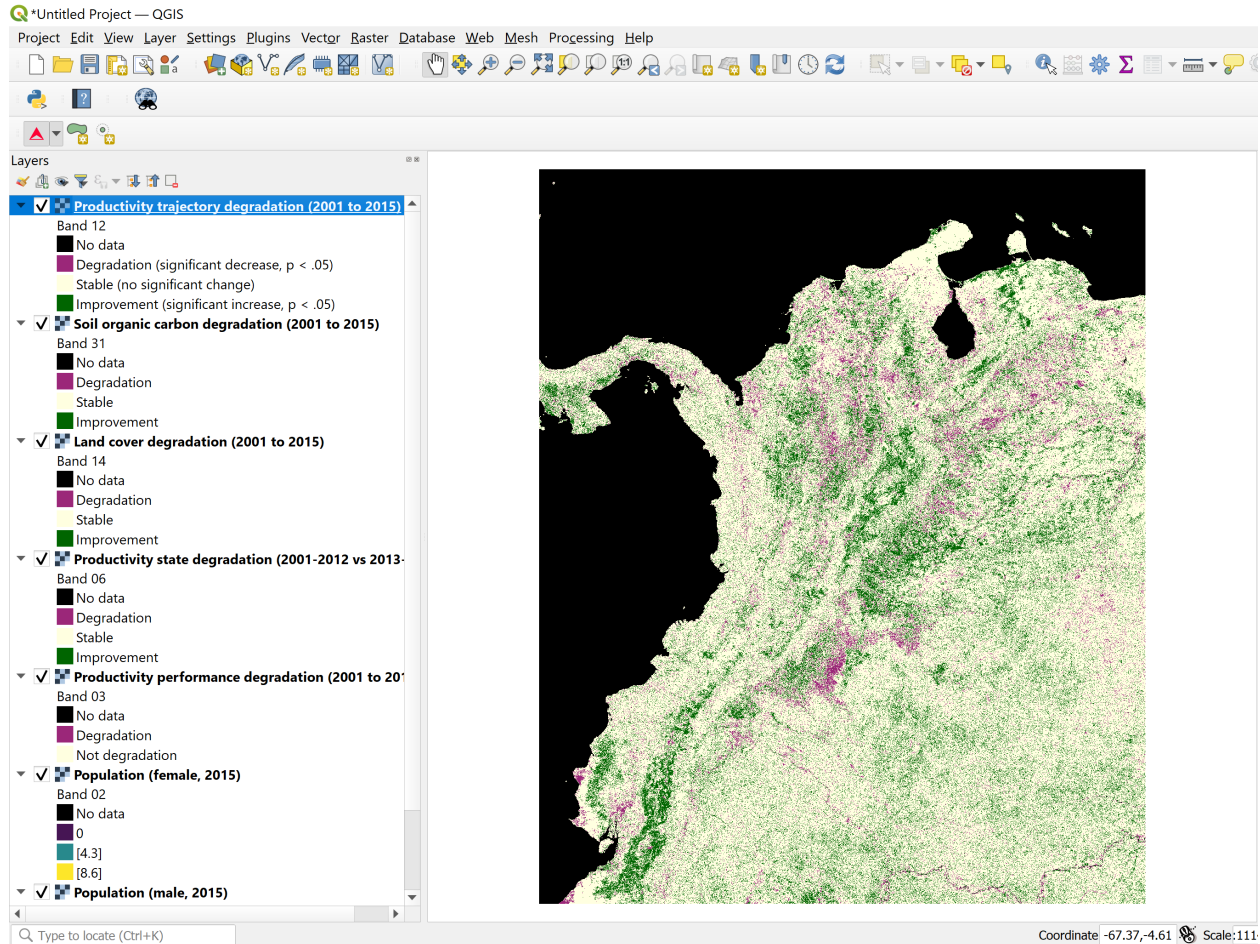 *Untitled Project — QGIS
Project Edit View Layer Settings Plugins Vector Raster Database Web Mesh Processing Help
Layers
Productivity trajectory degradation (2001 to 2015)
Band 12
No data
Degradation (significant decrease, p < .05)
Stable (no significant change)
Improvement (significant increase, p < .05)
Soil organic carbon degradation (2001 to 2015)
Band 31
No data
Degradation
Stable
Improvement
Land cover degradation (2001 to 2015)
Band 14
No data
Degradation
Stable
Improvement
Productivity state degradation (2001-2012 vs 2013-
Band 06
No data
Degradation
Stable
Improvement
Productivity performance degradation (2001 to 201
Band 03
No data
Degradation
Not degradation
Population (female, 2015)
Band 02
No data
0
[4.3]
[8.6]
Population (male, 2015)
Type to locate (Ctrl+K)
Coordinate -67.37,-4.61 Scale :111